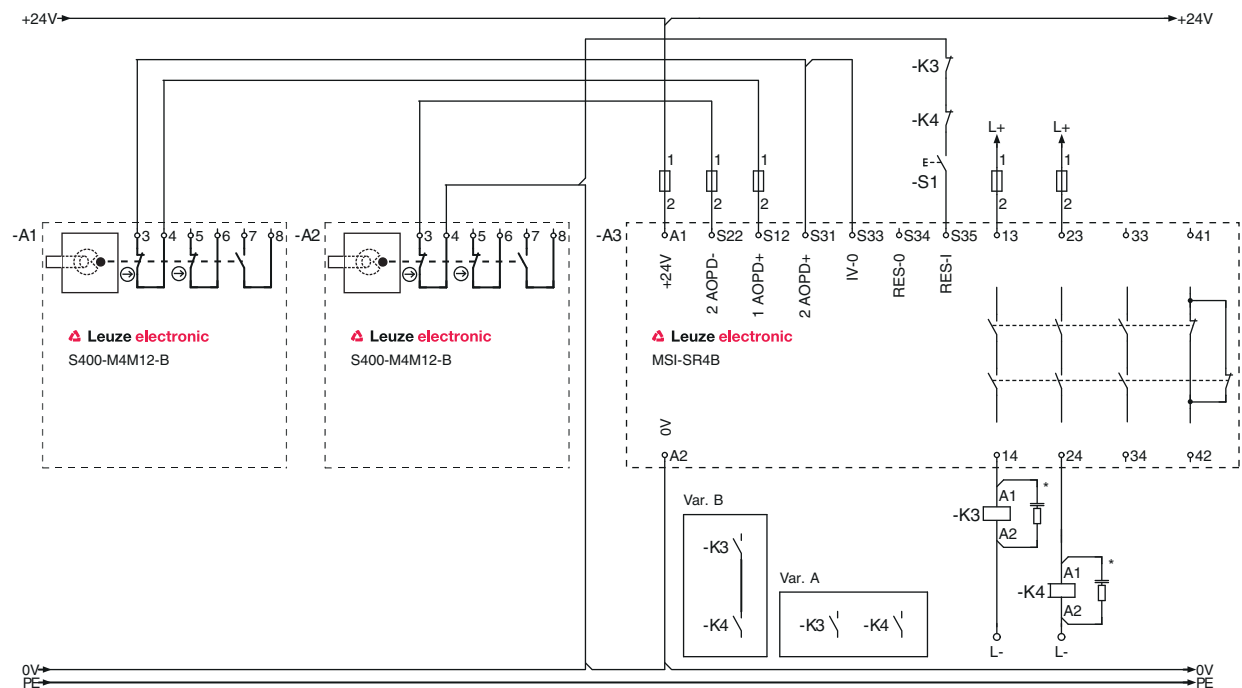 +24V +24V
-K3
-K4
L+ L+
E
-S1
1 1 1 1 1
2 2 2 2 2
-A1 3 4 5 6 7 8
-A2 3 4 5 6 7 8
-A3 A1 S22 S12 S31 S33 S34 S35 13 23 33 41
+24V
2 AOPD-
1 AOPD+
2 AOPD+
IV-0
RES-0
RES-I
Leuze electronic
S400-M4M12-B
Leuze electronic
S400-M4M12-B
Leuze electronic
MSI-SR4B
0V
A2 14 24 34 42
Var. B
-K3
-K4
Var. A
-K3 -K4
A1 *
-K3
A2
A1 *
-K4
A2
L- L-
0V 0V
PE PE